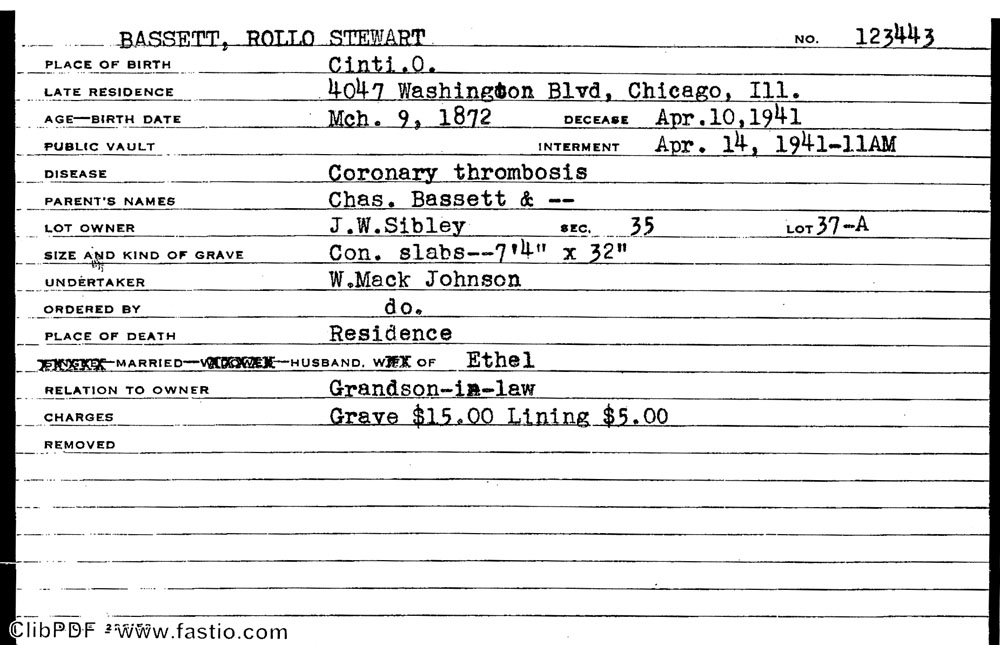 BASSETT, ROLLO STEWART NO. 123443
PLACE OF BIRTH Cinti.O.
LATE RESIDENCE 4047 Washington Blvd, Chicago, Ill.
AGE—BIRTH DATE Mch. 9, 1872 DECEASE Apr.10,1941
PUBLIC VAULT INTERMENT Apr. 14, 1941-11AM
DISEASE Coronary thrombosis
PARENT'S NAMES Chas. Bassett & --
LOT OWNER J.W.Sibley SEC. 35 LOT 37-A
SIZE AND KIND OF GRAVE Con. slabs--7'4" x 32"
UNDERTAKER W.Mack Johnson
ORDERED BY do.
PLACE OF DEATH Residence
MARRIED— —HUSBAND, OF Ethel
RELATION TO OWNER Grandson-in-law
CHARGES Grave $15.00 Lining $5.00
REMOVED
ClibPDF - www.fastio.com